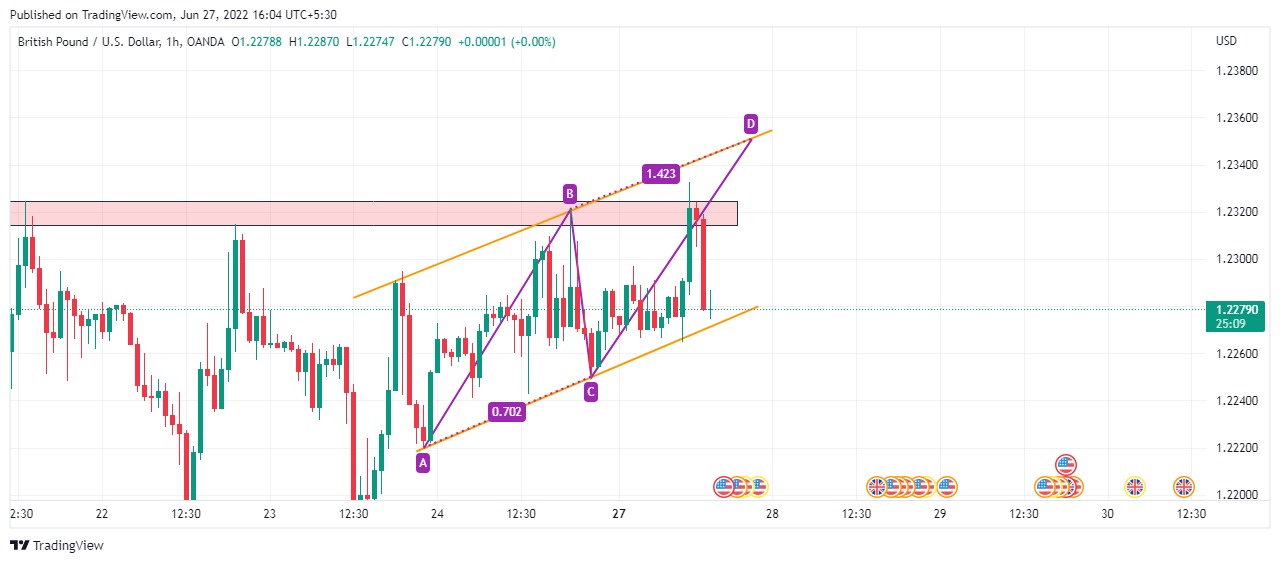 Published on TradingView.com, Jun 27, 2022 16:04 UTC+5:30
British Pound / U.S. Dollar, 1h, OANDA O1.22788 H1.22870 L1.22747 C1.22790 +0.00001 (+0.00%)
USD
1.23800
1.23600
D
1.23400
1.423
B
1.23200
1.23000
1.22790
25:09
1.22600
C
1.22400
0.702
1.22200
A
1.22000
2:30 22 12:30 23 12:30 24 12:30 27 28 12:30 29 12:30 30 12:30
TradingView